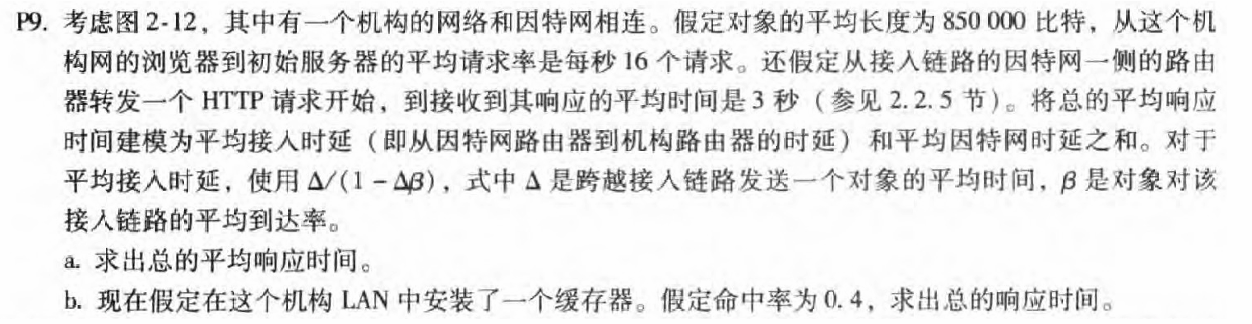 P9. 考虑图 2-12，其中有一个机构的网络和因特网相连。假定对象的平均长度为 850 000 比特，从这个机
构网的浏览器到初始服务器的平均请求率是每秒 16 个请求。还假定从接入链路的因特网一侧的路由
器转发一个 HTTP 请求开始，到接收到其响应的平均时间是 3 秒（参见 2.2.5 节）。将总的平均响应
时间建模为平均接入时延（即从因特网路由器到机构路由器的时延）和平均因特网时延之和。对于
平均接入时延，使用 Δ/(1 - Δβ)，式中 Δ 是跨越接入链路发送一个对象的平均时间，β 是对象对该
接入链路的平均到达率。
a. 求出总的平均响应时间。
b. 现在假定在这个机构 LAN 中安装了一个缓存器。假定命中率为 0.4，求出总的响应时间。